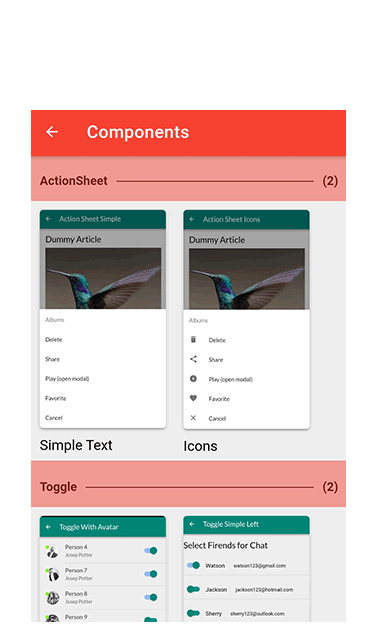 Components
ActionSheet (2)
Action Sheet Simple
Dummy Article
Albums
Delete
Share
Play (open modal)
Favorite
Cancel
Simple Text
Action Sheet Icons
Dummy Article
Albums
Delete
Share
Play (open modal)
Favorite
Cancel
Icons
Toggle (2)
Toggle With Avatar
Person 4
Josep Potter
Person 7
Josep Potter
Person 8
Josep Potter
Person 9
Toggle Simple Left
Select Firends for Chat
Watson watson123@gmail.com
Jackson jackson123@hotmail.com
Sherry sherry123@outlook.com